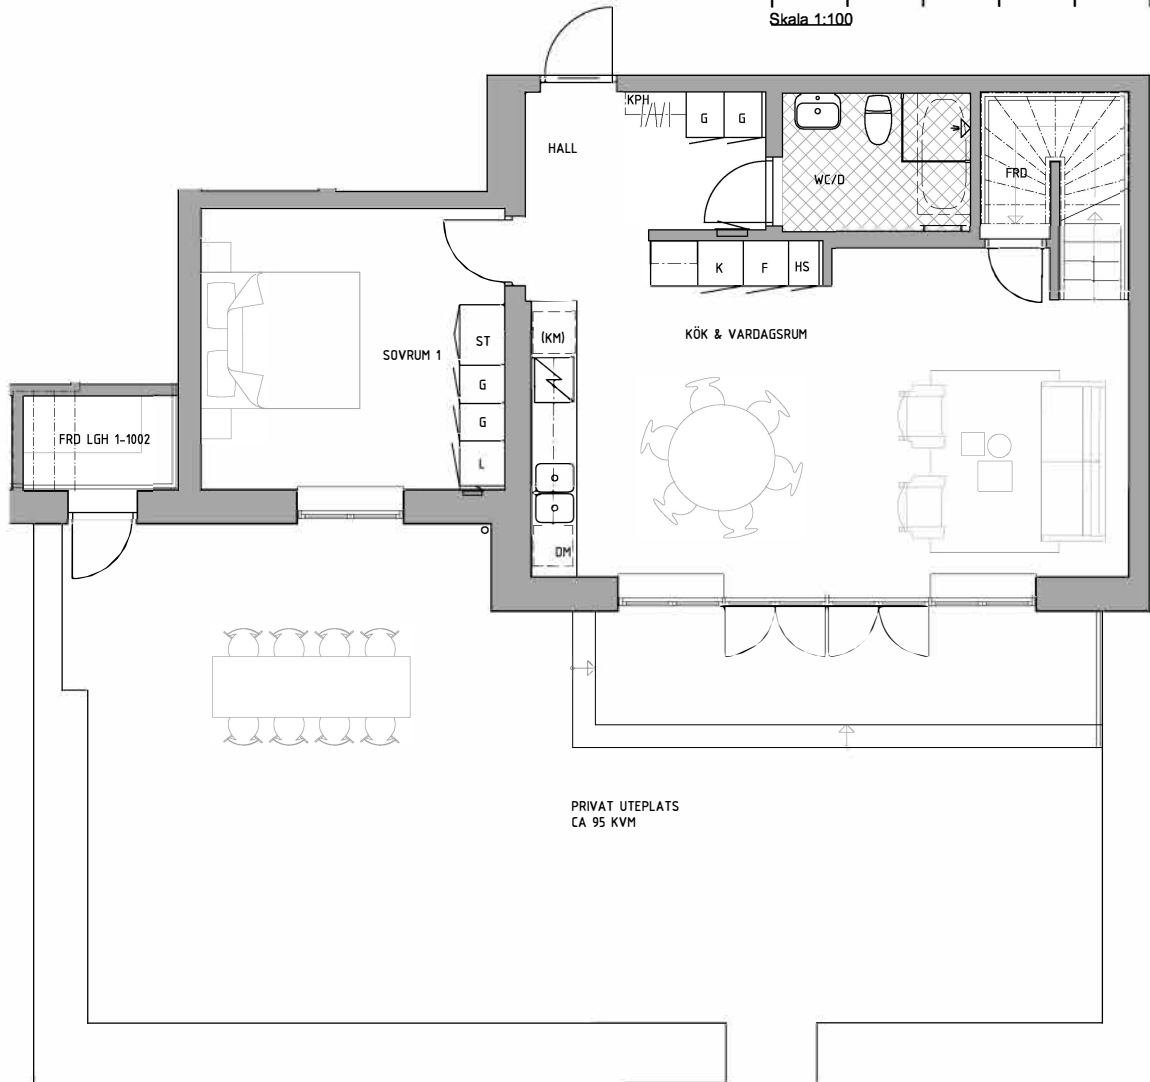 Skala 1:100
KPH
G
G
HALL
WC/D
FRD
K
F
HS
(KM)
KÖK & VARDAGSRUM
ST
SOVRUM 1
G
G
L
FRD LGH 1-1002
DM
PRIVAT UTEPLATS
CA 95 KVM